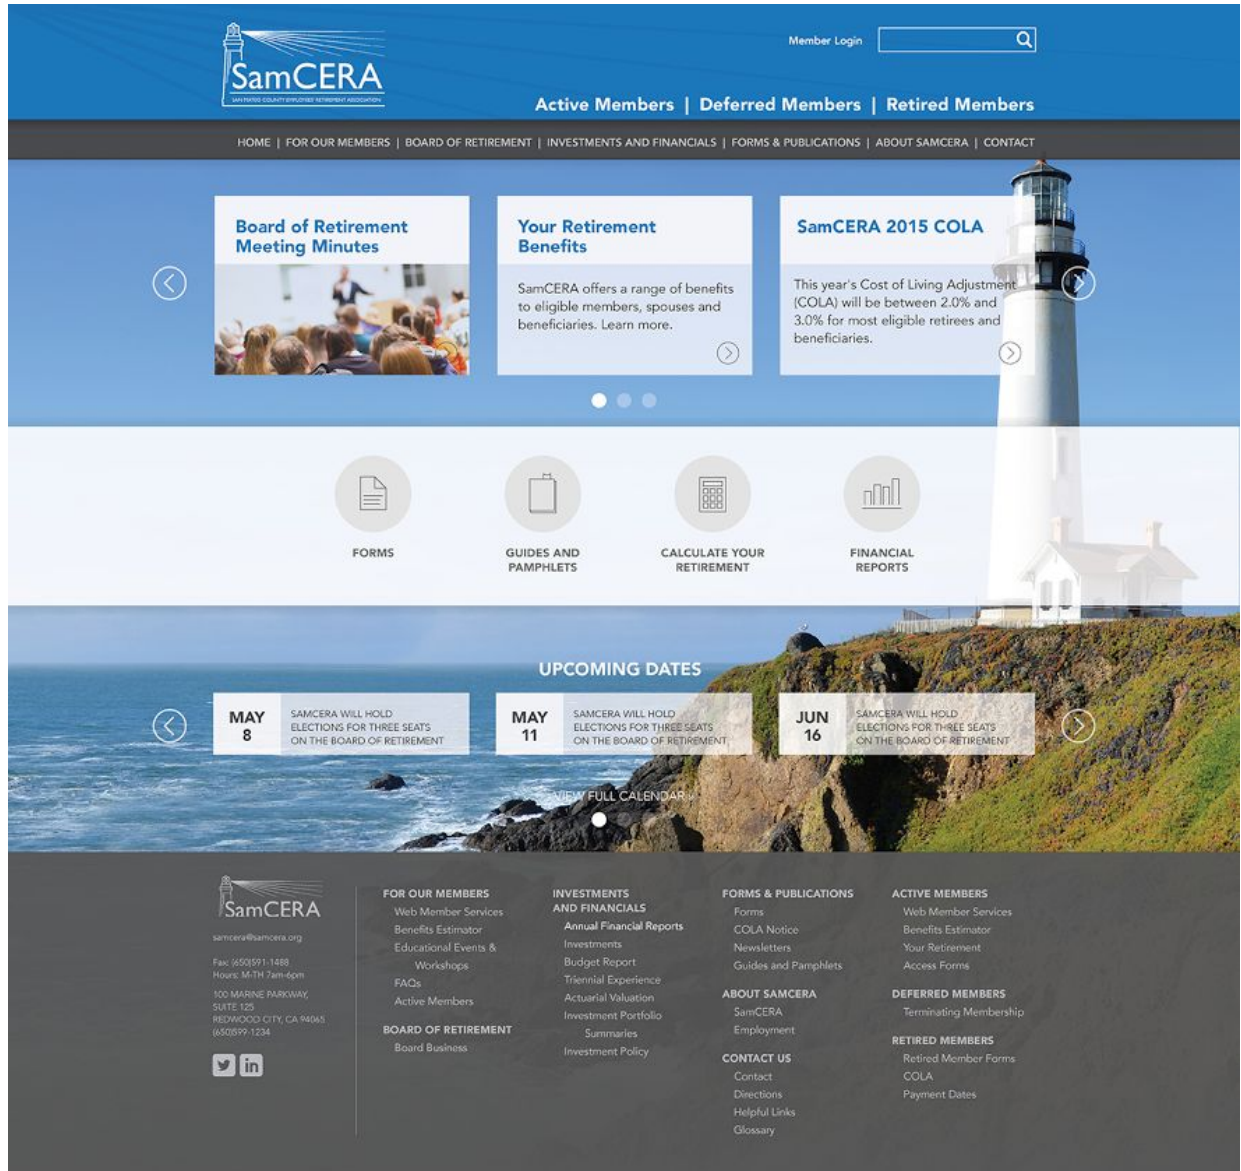 SamCERA
SAN MATEO COUNTY EMPLOYEES' RETIREMENT ASSOCIATION
Member Login
Active Members | Deferred Members | Retired Members
HOME | FOR OUR MEMBERS | BOARD OF RETIREMENT | INVESTMENTS AND FINANCIALS | FORMS & PUBLICATIONS | ABOUT SAMCERA | CONTACT
Board of Retirement
Meeting Minutes
Your Retirement
Benefits
SamCERA offers a range of benefits
to eligible members, spouses and
beneficiaries. Learn more.
SamCERA 2015 COLA
This year's Cost of Living Adjustment
(COLA) will be between 2.0% and
3.0% for most eligible retirees and
beneficiaries.
FORMS
GUIDES AND
PAMPHLETS
CALCULATE YOUR
RETIREMENT
FINANCIAL
REPORTS
UPCOMING DATES
MAY
8
SAMCERA WILL HOLD
ELECTIONS FOR THREE SEATS
ON THE BOARD OF RETIREMENT
MAY
11
SAMCERA WILL HOLD
ELECTIONS FOR THREE SEATS
ON THE BOARD OF RETIREMENT
JUN
16
SAMCERA WILL HOLD
ELECTIONS FOR THREE SEATS
ON THE BOARD OF RETIREMENT
VIEW FULL CALENDAR »
SamCERA
samcera@samcera.org
Fax: (650)591-1488
Hours: M-TH 7am-6pm
100 MARINE PARKWAY,
SUITE 125
REDWOOD CITY, CA 94065
(650)599-1234
in
FOR OUR MEMBERS
Web Member Services
Benefits Estimator
Educational Events &
Workshops
FAQs
Active Members
BOARD OF RETIREMENT
Board Business
INVESTMENTS
AND FINANCIALS
Annual Financial Reports
Investments
Budget Report
Triennial Experience
Actuarial Valuation
Investment Portfolio
Summaries
Investment Policy
FORMS & PUBLICATIONS
Forms
COLA Notice
Newsletters
Guides and Pamphlets
ABOUT SAMCERA
SamCERA
Employment
CONTACT US
Contact
Directions
Helpful Links
Glossary
ACTIVE MEMBERS
Web Member Services
Benefits Estimator
Your Retirement
Access Forms
DEFERRED MEMBERS
Terminating Membership
RETIRED MEMBERS
Retired Member Forms
COLA
Payment Dates